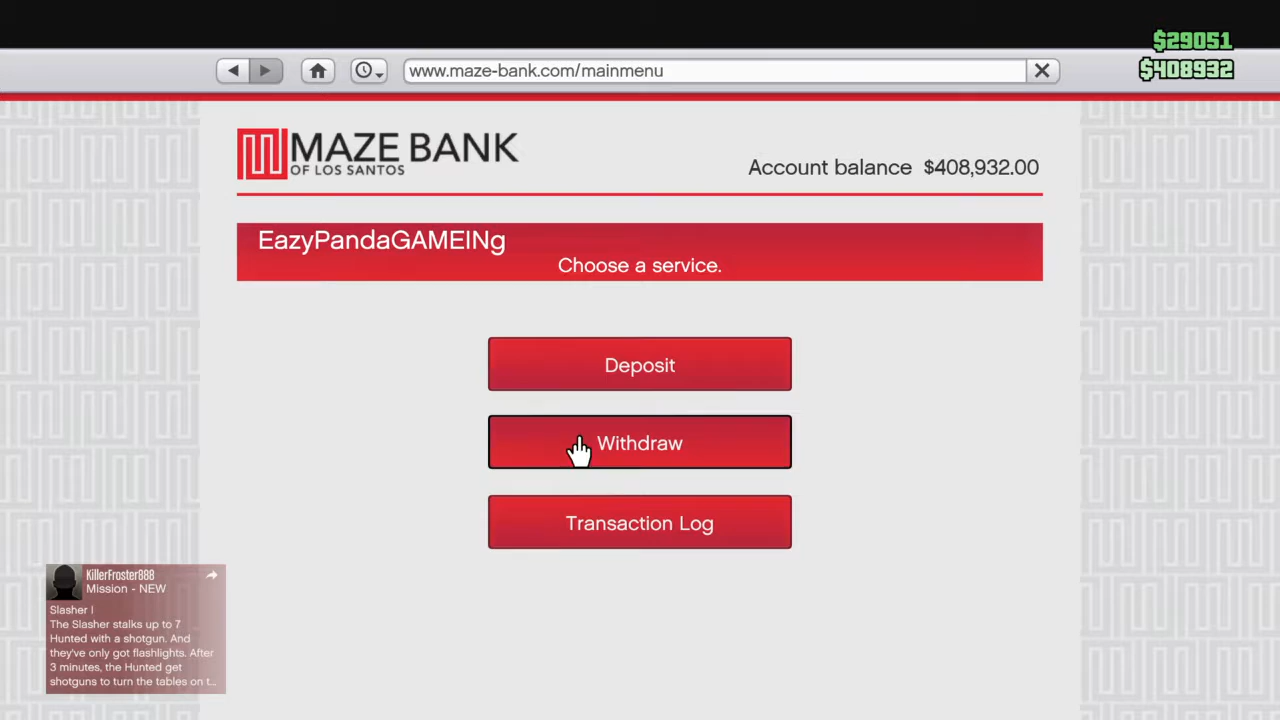 $29051
www.maze-bank.com/mainmenu
$408932
MAZE BANK
OF LOS SANTOS
Account balance $408,932.00
EazyPandaGAMEINg
Choose a service.
Deposit
Withdraw
Transaction Log
KillerFroster888
Mission - NEW
Slasher I
The Slasher stalks up to 7
Hunted with a shotgun. And
they've only got flashlights. After
3 minutes, the Hunted get
shotguns to turn the tables on t...